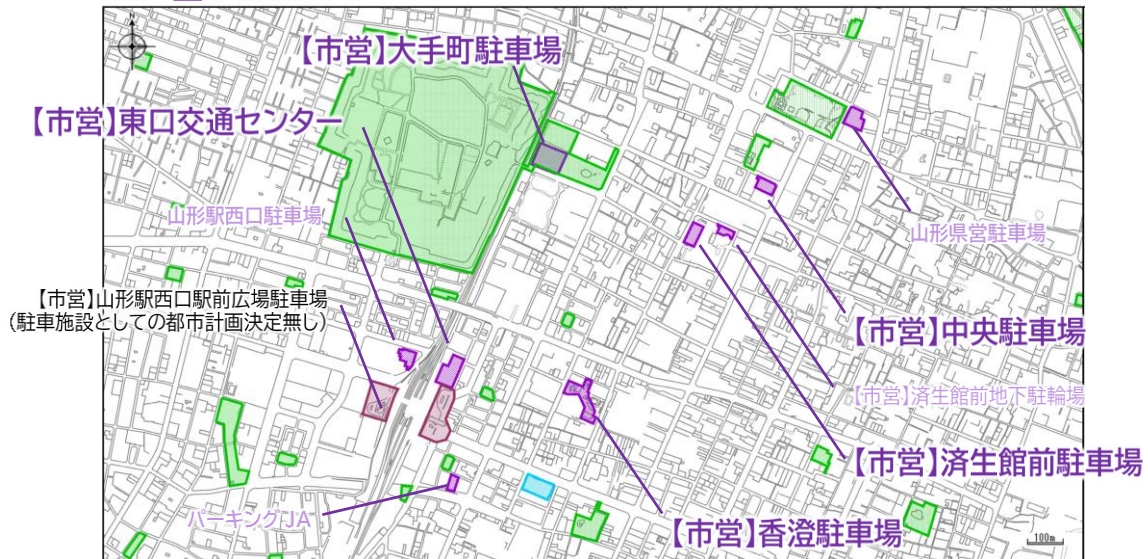 N
【市営】大手町駐車場
【市営】東口交通センター
山形駅西口駐車場
山形県営駐車場
【市営】山形駅西口駅前広場駐車場
（駐車施設としての都市計画決定無し）
【市営】中央駐車場
【市営】済生館前地下駐輪場
【市営】済生館前駐車場
パーキングJA
【市営】香澄駐車場
100m